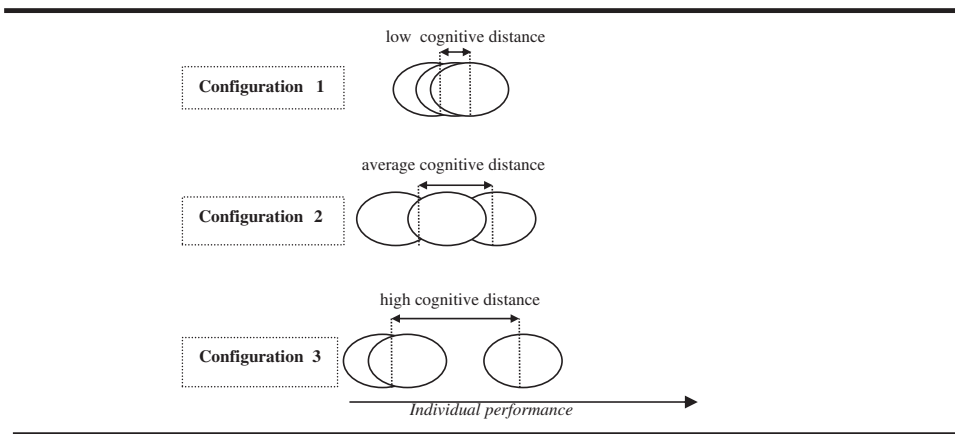 low cognitive distance
Configuration 1
average cognitive distance
Configuration 2
high cognitive distance
Configuration 3
Individual performance